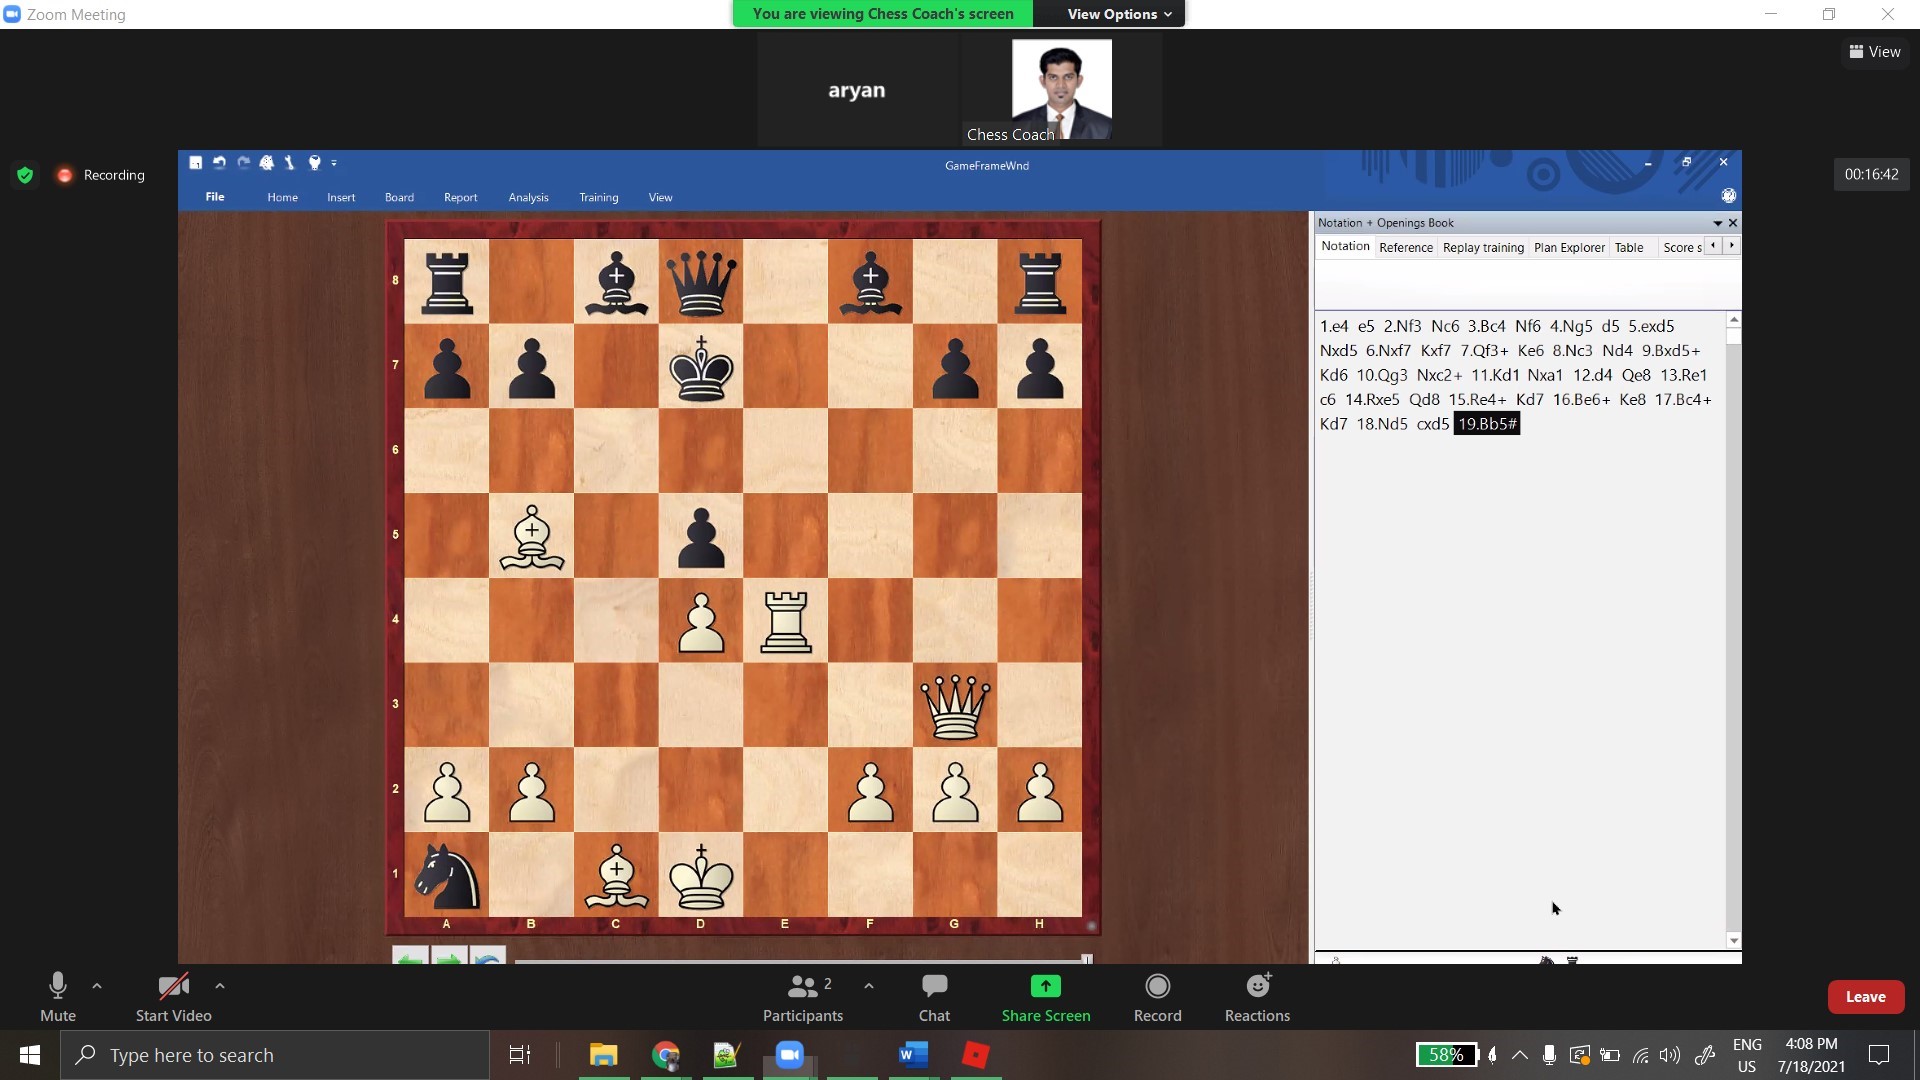 Zoom Meeting
You are viewing Chess Coach's screen View Options
View
aryan
Chess Coach
Recording
00:16:42
GameFrameWnd
File Home Insert Board Report Analysis Training View
Notation + Openings Book
Notation Reference Replay training Plan Explorer Table Score s
1.e4 e5 2.Nf3 Nc6 3.Bc4 Nf6 4.Ng5 d5 5.exd5
Nxd5 6.Nxf7 Kxf7 7.Qf3+ Ke6 8.Nc3 Nd4 9.Bxd5+
Kd6 10.Qg3 Nxc2+ 11.Kd1 Nxa1 12.d4 Qe8 13.Re1
c6 14.Rxe5 Qd8 15.Re4+ Kd7 16.Be6+ Ke8 17.Bc4+
Kd7 18.Nd5 cxd5 19.Bb5#
8
7
6
5
4
3
2
1
A B C D E F G H
Mute Start Video Participants 2 Chat Share Screen Record Reactions Leave
Type here to search
58%
ENG
US
4:08 PM
7/18/2021